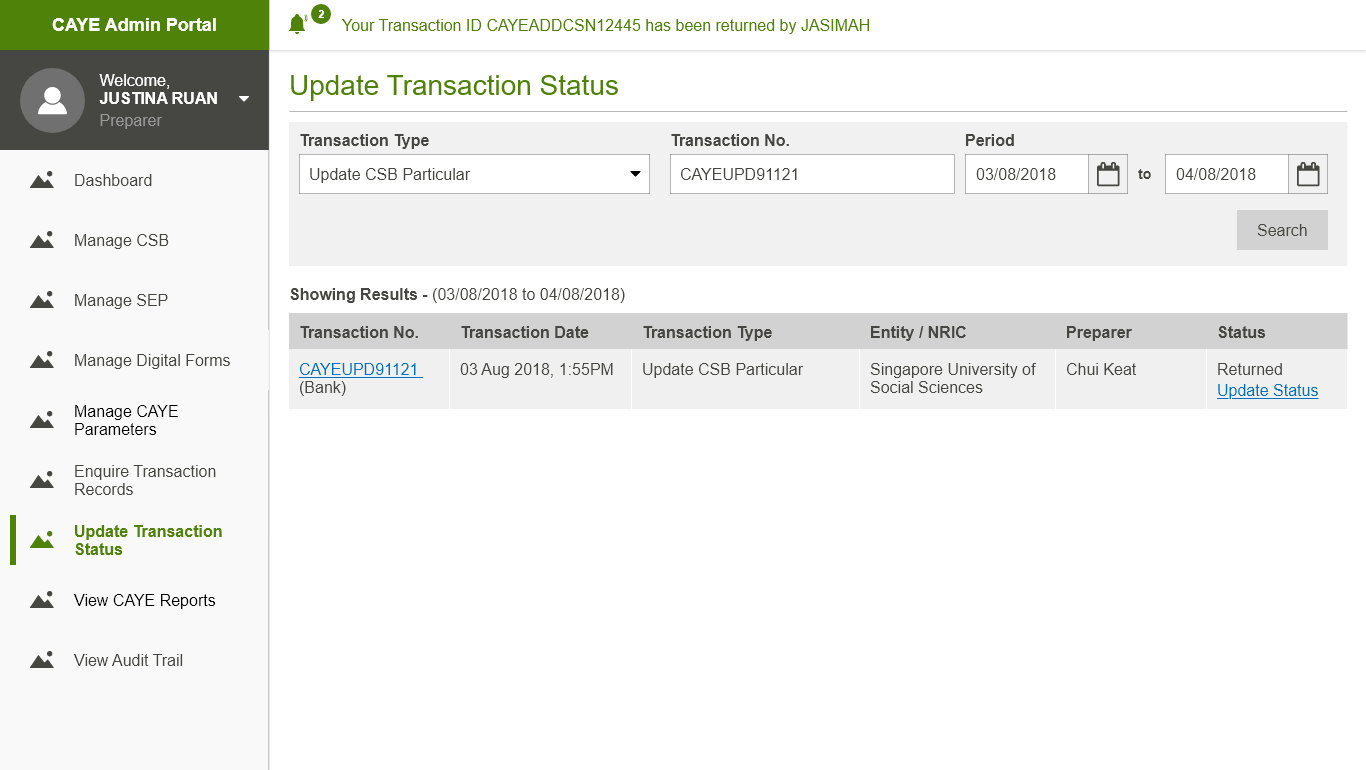 CAYE Admin Portal
2
Your Transaction ID CAYEADDCSN12445 has been returned by JASIMAH
Welcome,
JUSTINA RUAN
Preparer
Dashboard
Manage CSB
Manage SEP
Manage Digital Forms
Manage CAYE
Parameters
Enquire Transaction
Records
Update Transaction
Status
View CAYE Reports
View Audit Trail
Update Transaction Status
Transaction Type Transaction No. Period
Update CSB Particular CAYEUPD91121 03/08/2018 to 04/08/2018
Search
Showing Results - (03/08/2018 to 04/08/2018)
Transaction No. Transaction Date Transaction Type Entity / NRIC Preparer Status
CAYEUPD91121 03 Aug 2018, 1:55PM Update CSB Particular Singapore University of Chui Keat Returned
(Bank) Social Sciences Update Status